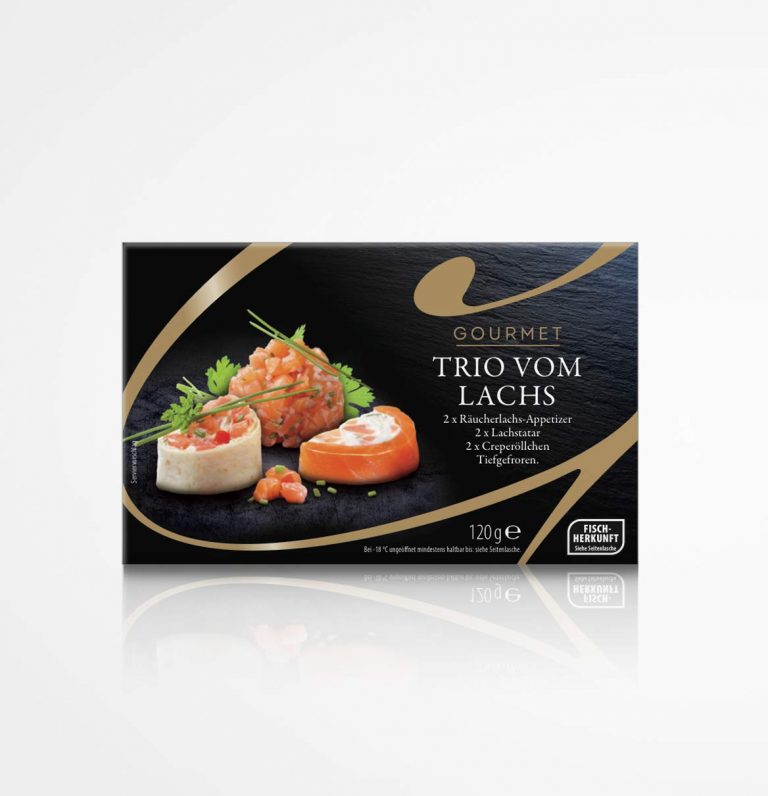 GOURMET
TRIO VOM
LACHS
2 x Räucherlachs-Appetizer
2 x Lachstatar
2 x Creperöllchen
Tiefgefroren.
Serviervorschlag
120 g e
Bei -18 °C ungeöffnet mindestens haltbar bis: siehe Seitenlasche.
FISCH-
HERKUNFT
Siehe Seitenlasche